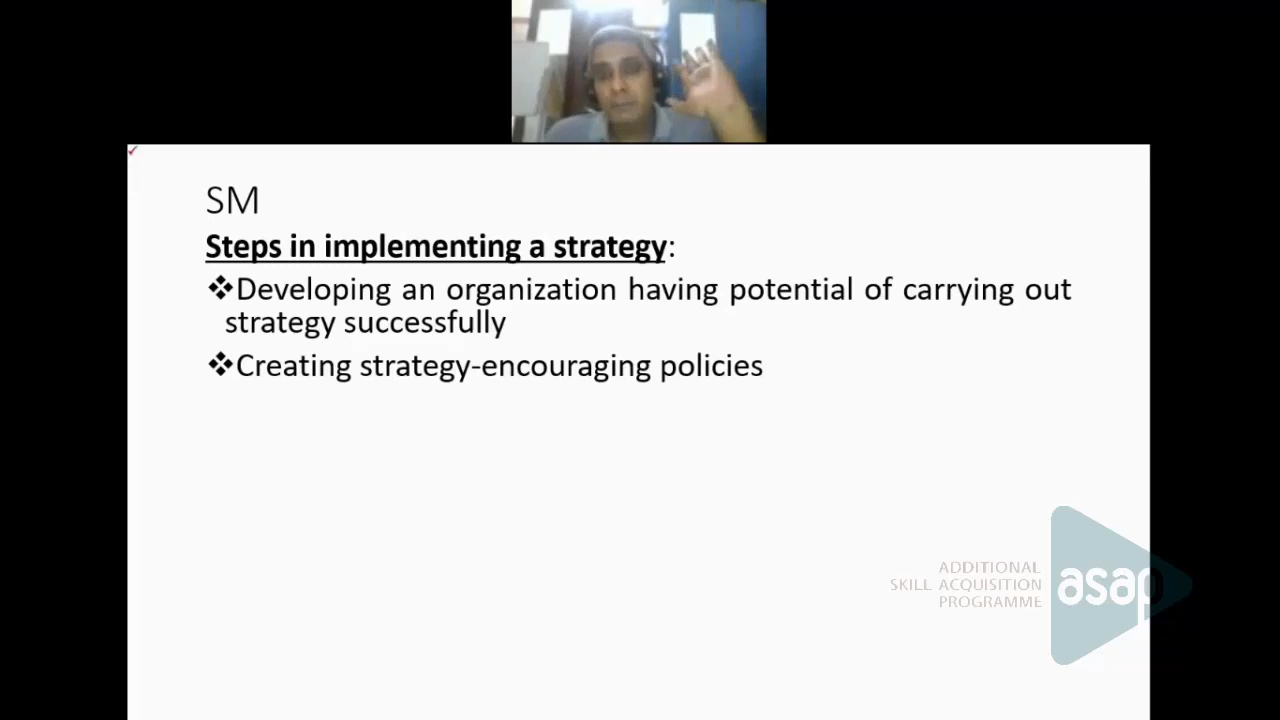 SM
Steps in implementing a strategy:
❖Developing an organization having potential of carrying out
strategy successfully
❖Creating strategy-encouraging policies
ADDITIONAL
SKILL ACQUISITION
PROGRAMME
asap